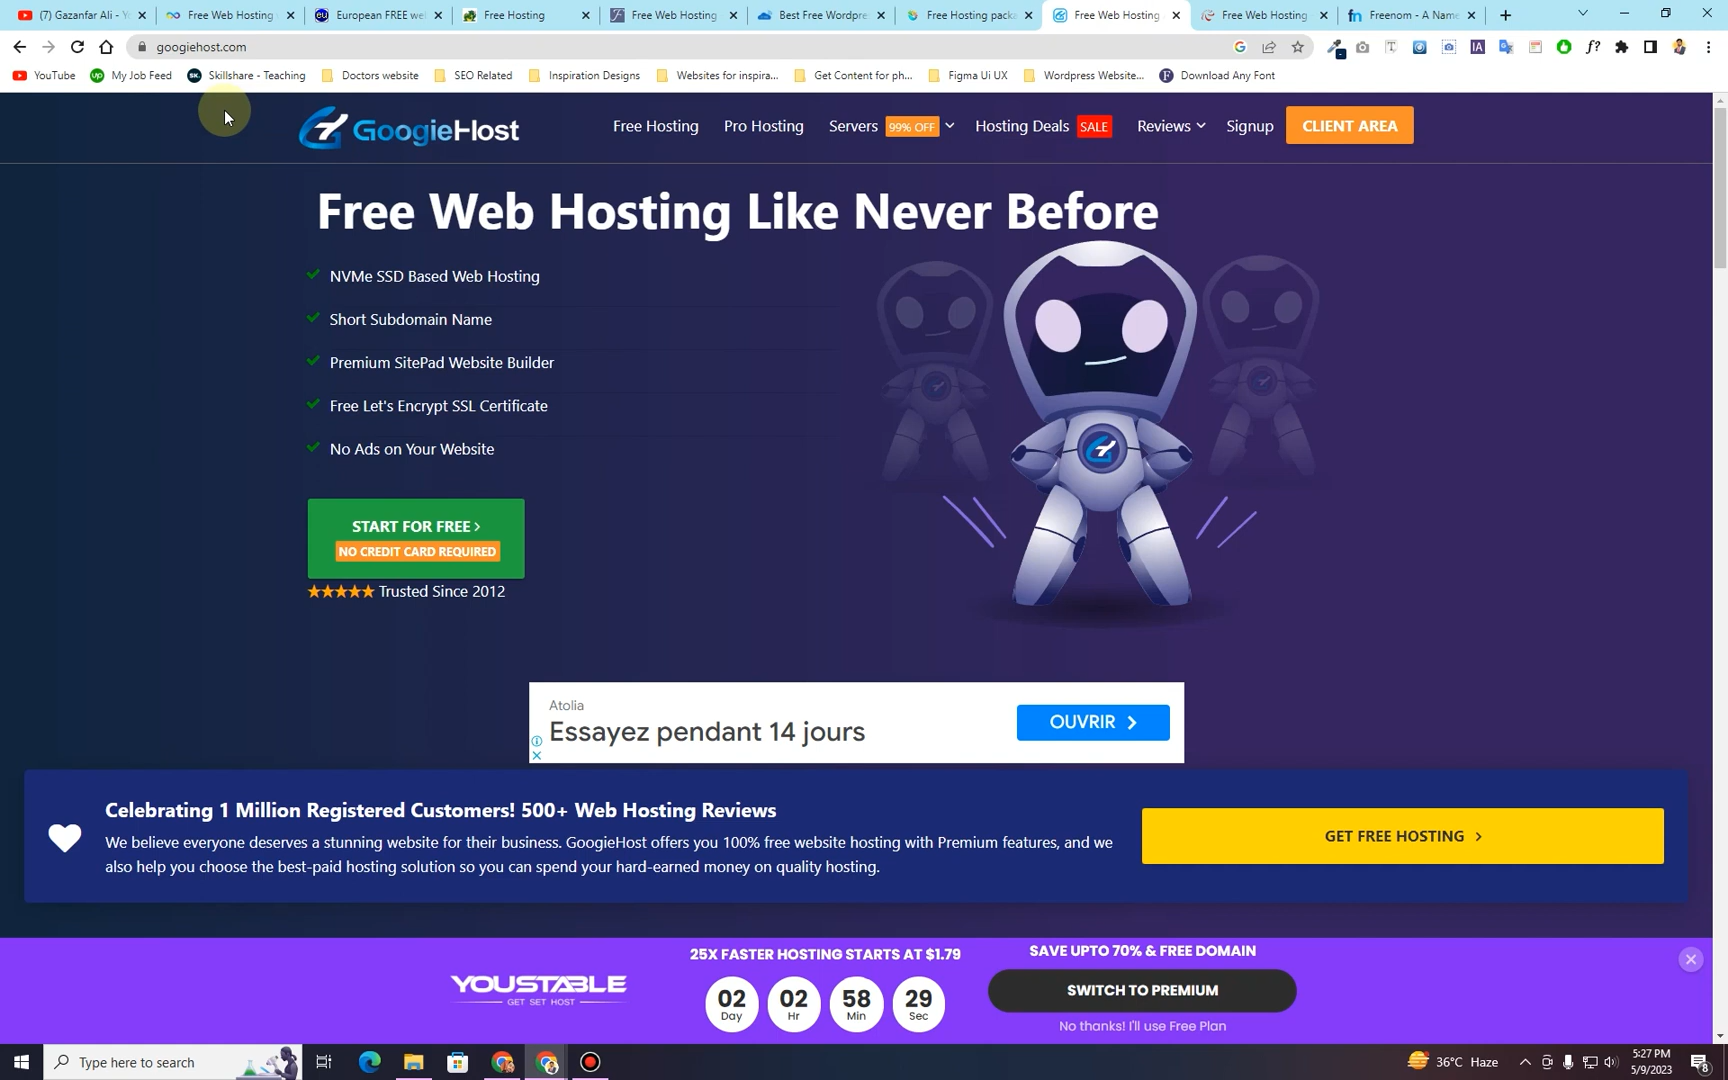 (7) Gazanfar Ali - Y
Free Web Hosting
European FREE we
Free Hosting
Free Web Hosting
Best Free Wordpre
Free Hosting pack
Free Web Hosting
Free Web Hosting
Freenom - A Name
googiehost.com
YouTube
My Job Feed
Skillshare - Teaching
Doctors website
SEO Related
Inspiration Designs
Websites for inspira...
Get Content for ph...
Figma Ui UX
Wordpress Website...
Download Any Font
GoogieHost
Free Hosting
Pro Hosting
Servers 99% OFF
Hosting Deals SALE
Reviews
Signup
CLIENT AREA
Free Web Hosting Like Never Before
NVMe SSD Based Web Hosting
Short Subdomain Name
Premium SitePad Website Builder
Free Let's Encrypt SSL Certificate
No Ads on Your Website
START FOR FREE >
NO CREDIT CARD REQUIRED
★★★★★ Trusted Since 2012
Atolia
Essayez pendant 14 jours
OUVRIR
Celebrating 1 Million Registered Customers! 500+ Web Hosting Reviews
We believe everyone deserves a stunning website for their business. GoogieHost offers you 100% free website hosting with Premium features, and we
also help you choose the best-paid hosting solution so you can spend your hard-earned money on quality hosting.
GET FREE HOSTING >
YOUSTABLE
GET SET HOST
25X FASTER HOSTING STARTS AT $1.79
02 02 58 29
Day Hr Min Sec
SAVE UPTO 70% & FREE DOMAIN
SWITCH TO PREMIUM
No thanks! I'll use Free Plan
Type here to search
36°C Haze
5:27 PM
5/9/2023
8